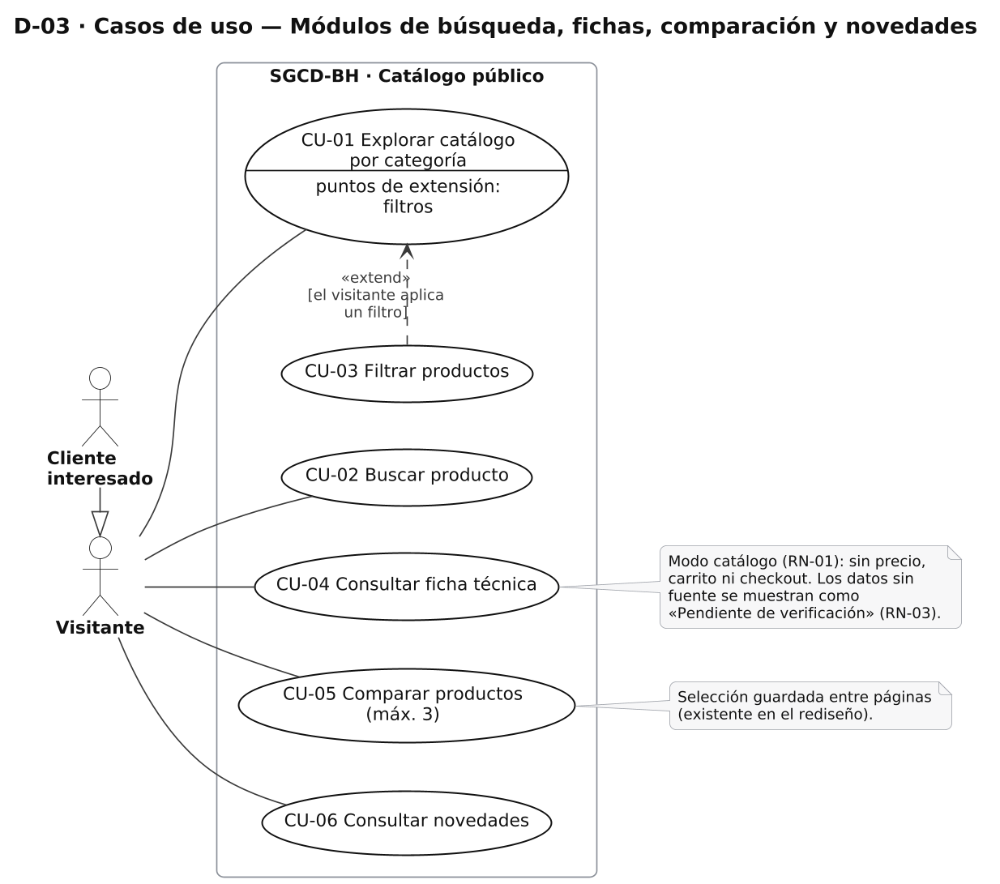 D-03 · Casos de uso — Módulos de búsqueda, fichas, comparación y novedades
SGCD-BH · Catálogo público
CU-01 Explorar catálogo
por categoría
puntos de extensión:
filtros
«extend»
[el visitante aplica
un filtro]
CU-03 Filtrar productos
Cliente
interesado
CU-02 Buscar producto
Visitante
CU-04 Consultar ficha técnica
Modo catálogo (RN-01): sin precio,
carrito ni checkout. Los datos sin
fuente se muestran como
«Pendiente de verificación» (RN-03).
CU-05 Comparar productos
(máx. 3)
Selección guardada entre páginas
(existente en el rediseño).
CU-06 Consultar novedades